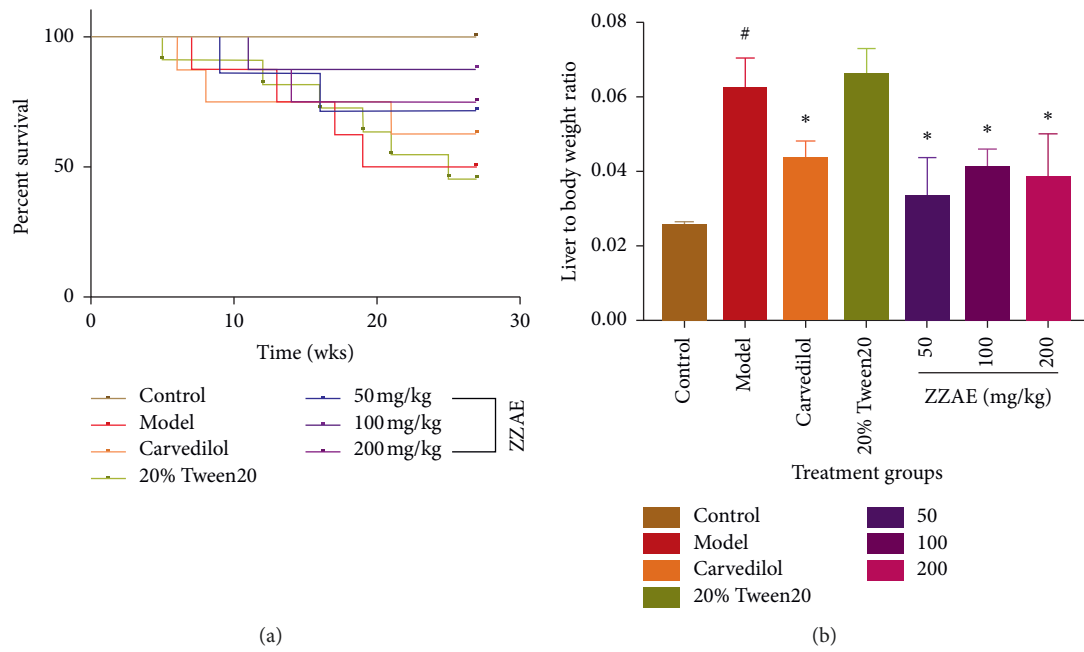 Percent survival
100
50
0
0
10
20
30
Time (wks)
Control
Model
Carvedilol
20% Tween20
50 mg/kg
100 mg/kg
200 mg/kg
ZZAE
(a)
Liver to body weight ratio
0.08
0.06
0.04
0.02
0.00
#
*
*
*
*
Control
Model
Carvedilol
20% Tween20
50
100
200
ZZAE (mg/kg)
Treatment groups
Control
Model
Carvedilol
20% Tween20
50
100
200
(b)